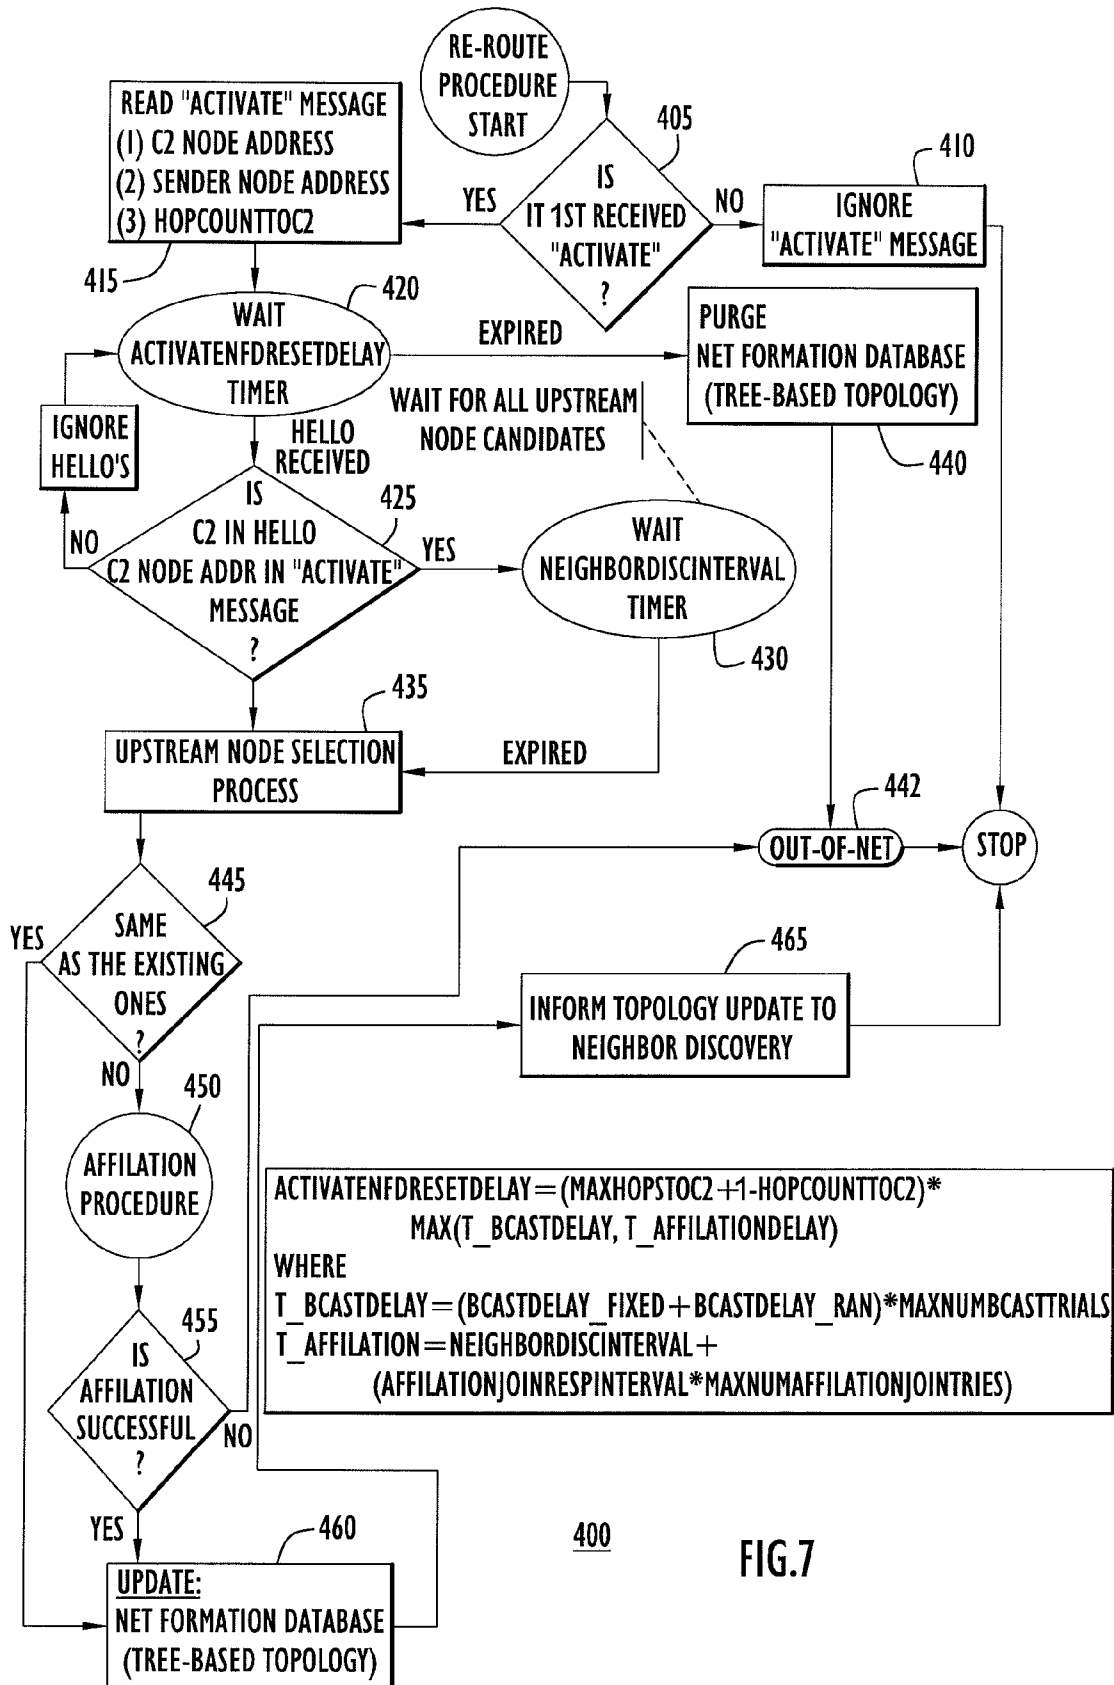 RE-ROUTE
PROCEDURE
START
READ "ACTIVATE" MESSAGE
(1) C2 NODE ADDRESS
(2) SENDER NODE ADDRESS
(3) HOPCOUNTTOC2
415
405
IS
IT 1ST RECEIVED
"ACTIVATE"
?
YES
NO
410
IGNORE
"ACTIVATE" MESSAGE
420
WAIT
ACTIVATENFDRESETDELAY
TIMER
EXPIRED
PURGE
NET FORMATION DATABASE
(TREE-BASED TOPOLOGY)
440
IGNORE
HELLO'S
HELLO
RECEIVED
WAIT FOR ALL UPSTREAM
NODE CANDIDATES
IS
C2 IN HELLO
C2 NODE ADDR IN "ACTIVATE"
MESSAGE
?
425
NO
YES
WAIT
NEIGHBORDISCINTERVAL
TIMER
430
435
UPSTREAM NODE SELECTION
PROCESS
EXPIRED
442
OUT-OF-NET
STOP
445
SAME
AS THE EXISTING
ONES
?
YES
NO
465
INFORM TOPOLOGY UPDATE TO
NEIGHBOR DISCOVERY
450
AFFILATION
PROCEDURE
ACTIVATENFDRESETDELAY=(MAXHOPSTOC2+1-HOPCOUNTTOC2)*
MAX(T_BCASTDELAY, T_AFFILATIONDELAY)
WHERE
T_BCASTDELAY=(BCASTDELAY_FIXED+BCASTDELAY_RAN)*MAXNUMBCASTTRIALS
T_AFFILATION=NEIGHBORDISCINTERVAL+
(AFFILATIONJOINRESPINTERVAL*MAXNUMAFFILATIONJOINTRIES)
455
IS
AFFILATION
SUCCESSFUL
?
NO
YES
460
UPDATE:
NET FORMATION DATABASE
(TREE-BASED TOPOLOGY)
400
FIG.7